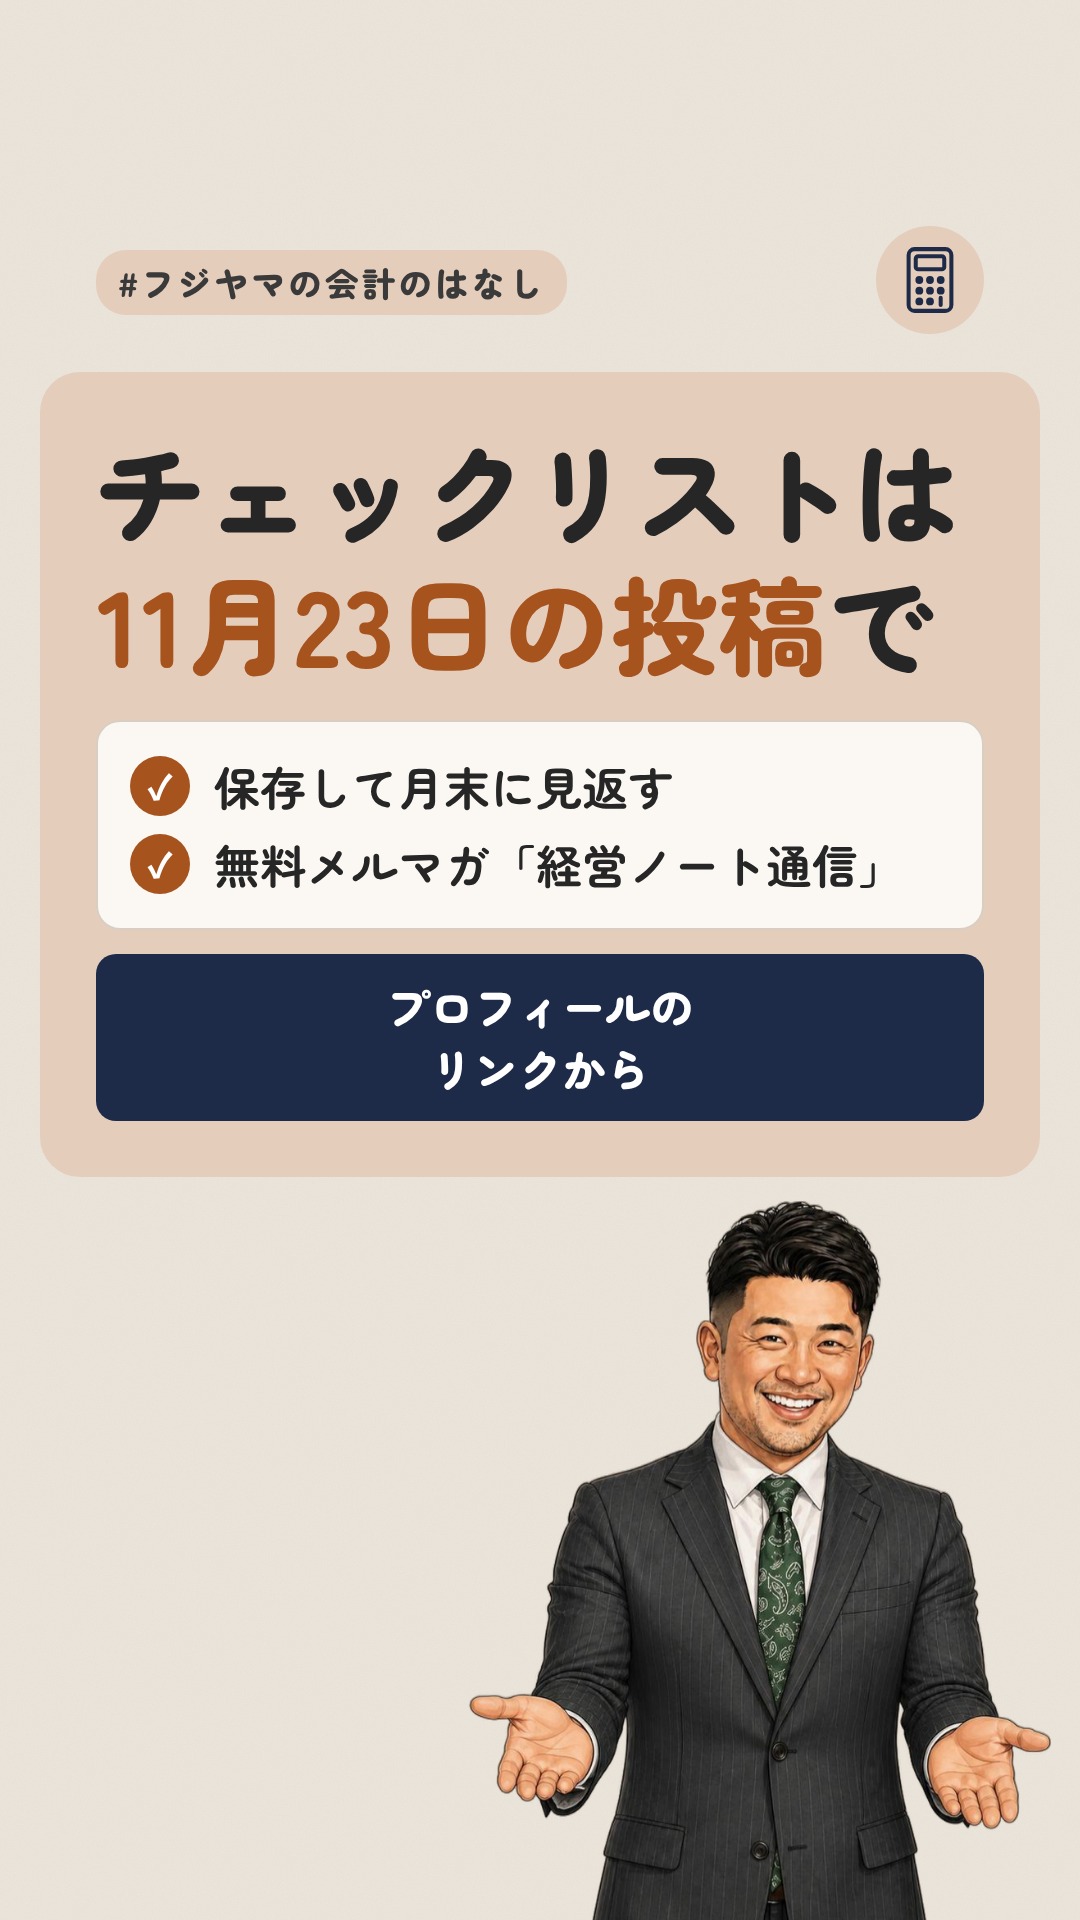 #フジヤマの会計のはなし
チェックリストは
11月23日の投稿で
保存して月末に見返す
無料メルマガ「経営ノート通信」
プロフィールの
リンクから